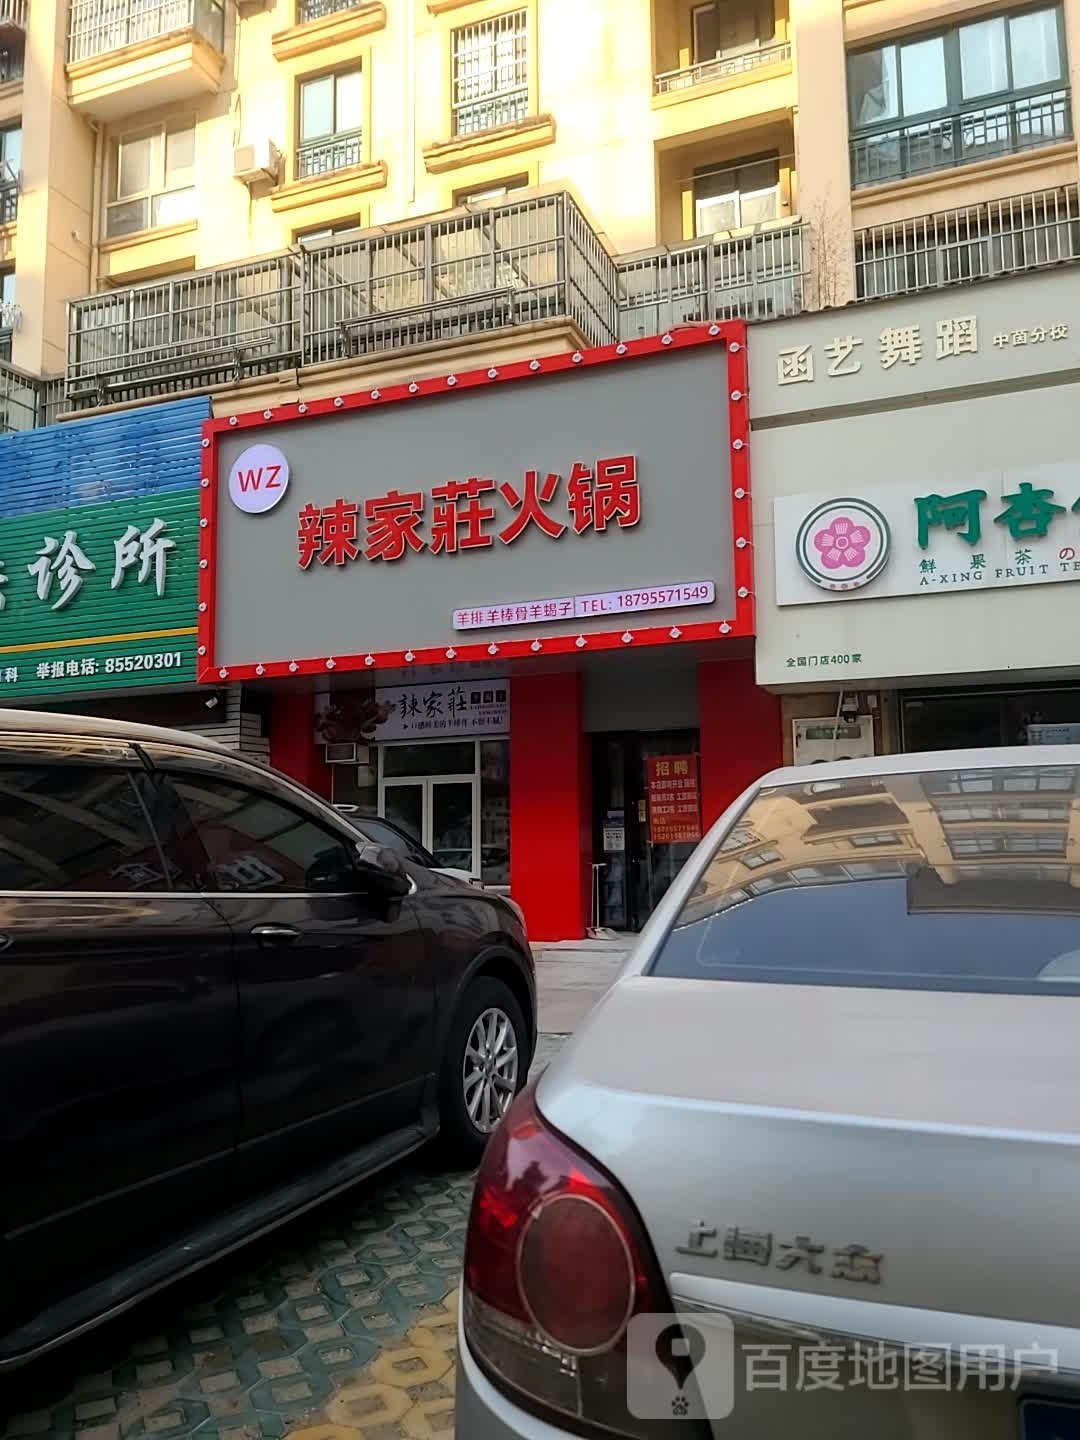 函艺舞蹈 中茵分校
WZ
辣家莊火锅
羊排 羊棒骨羊蝎子 TEL: 18795571549
诊所
科 举报电话: 85520301
阿杏
鮮果茶の
A-XING FRUIT TE
全国门店400家
辣家莊
招聘
上海大众
百度地图用户